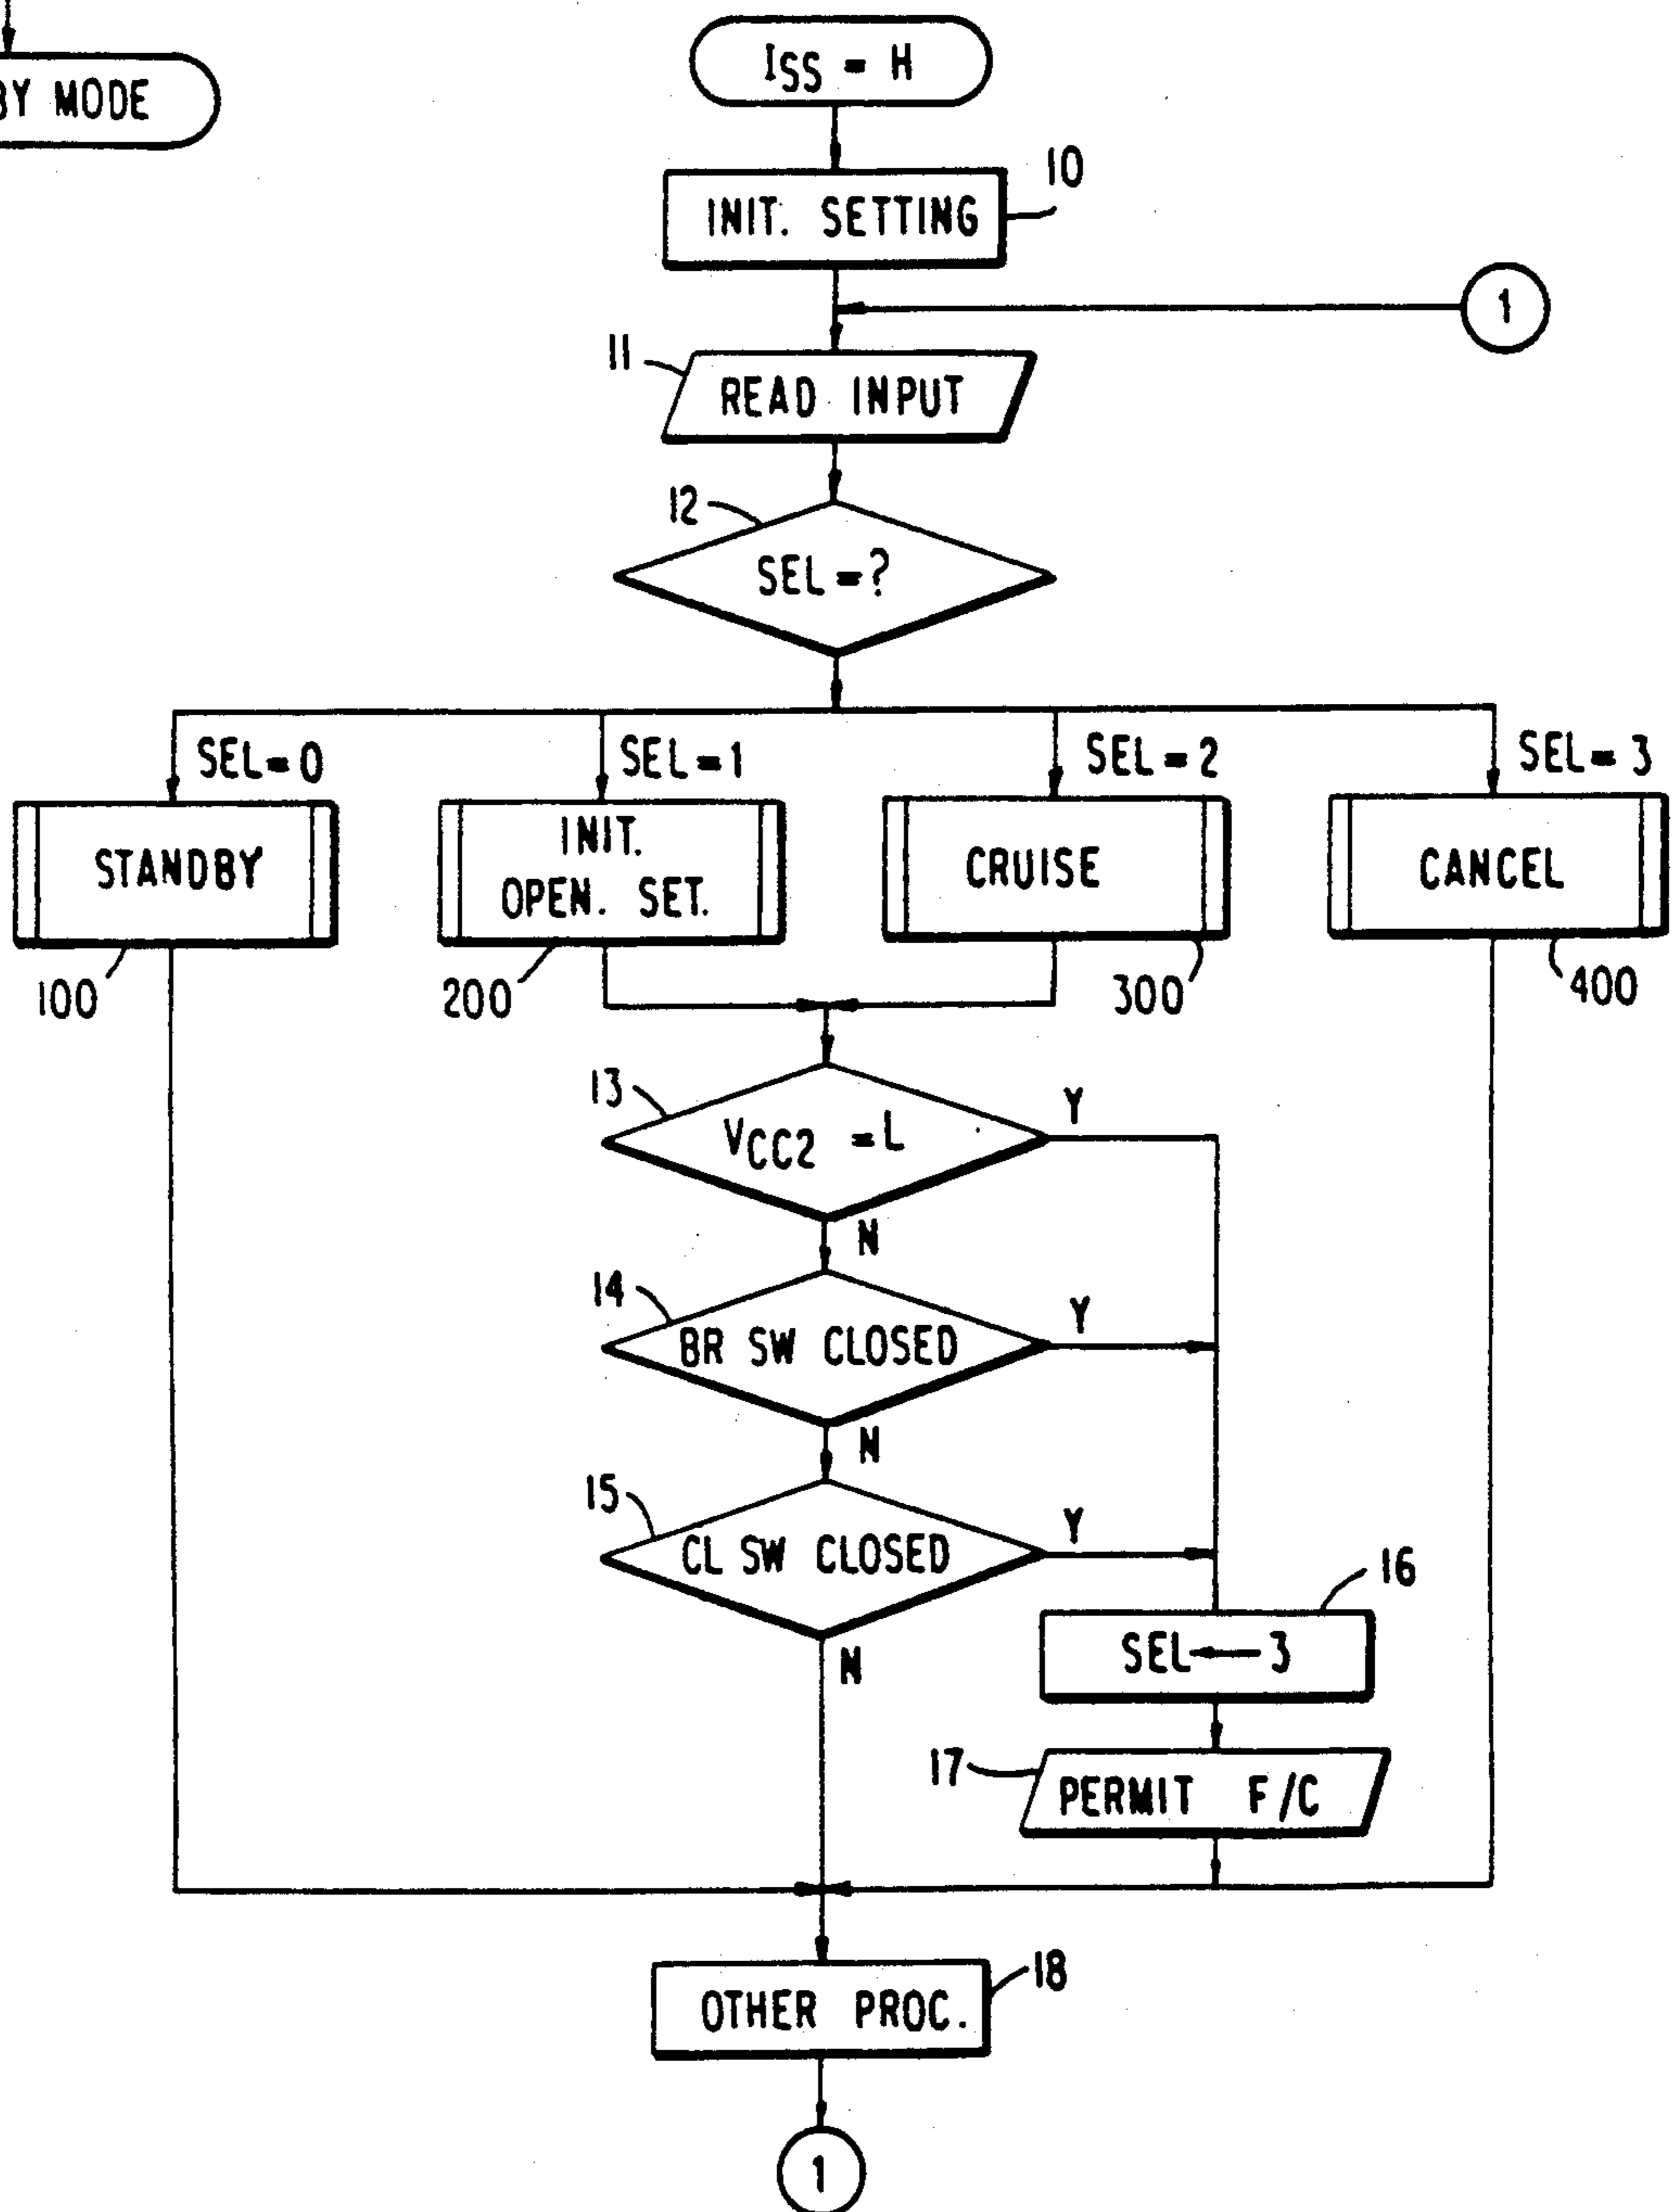 BY MODE
ISS = H
INIT. SETTING
10
1
11
READ INPUT
12
SEL=?
SEL=0
SEL=1
SEL=2
SEL=3
STANDBY
INIT.
OPEN. SET.
CRUISE
CANCEL
100
200
300
400
13
VCC2 =L
Y
N
14
BR SW CLOSED
Y
N
15
CL SW CLOSED
Y
N
16
SEL←3
17
PERMIT F/C
OTHER PROC.
18
1